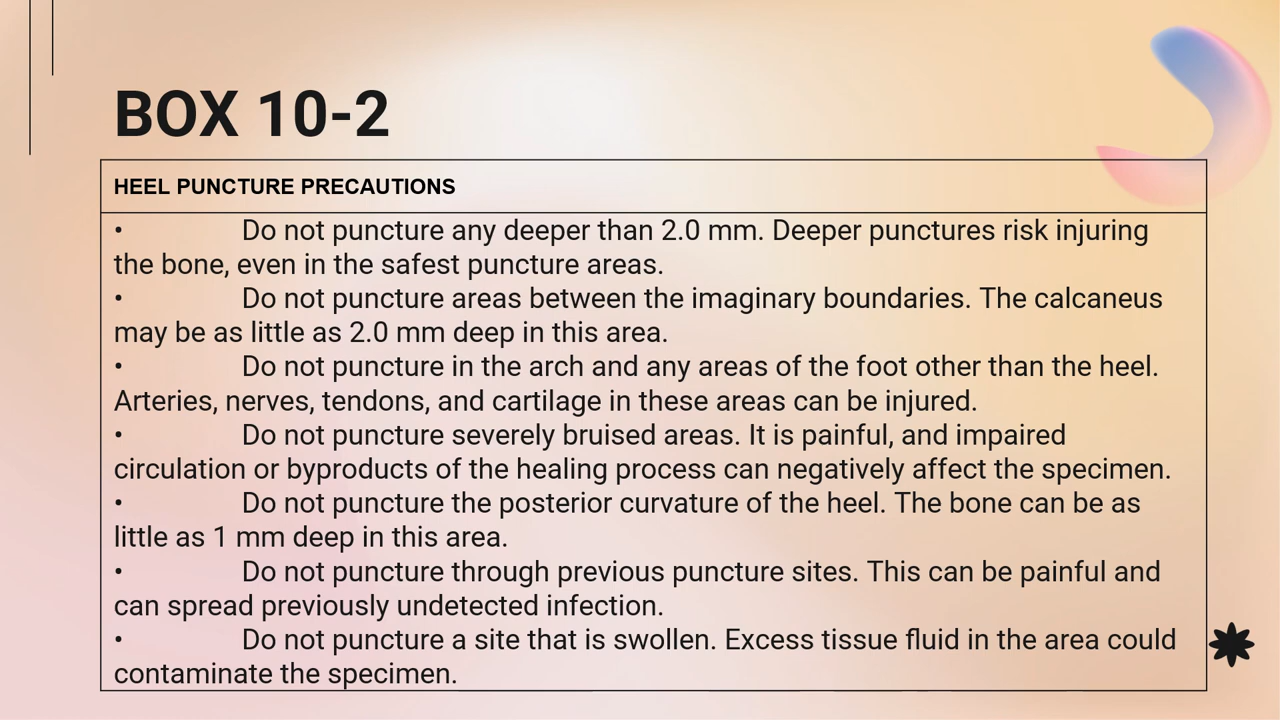 BOX 10-2
HEEL PUNCTURE PRECAUTIONS
• Do not puncture any deeper than 2.0 mm. Deeper punctures risk injuring
the bone, even in the safest puncture areas.
• Do not puncture areas between the imaginary boundaries. The calcaneus
may be as little as 2.0 mm deep in this area.
• Do not puncture in the arch and any areas of the foot other than the heel.
Arteries, nerves, tendons, and cartilage in these areas can be injured.
• Do not puncture severely bruised areas. It is painful, and impaired
circulation or byproducts of the healing process can negatively affect the specimen.
• Do not puncture the posterior curvature of the heel. The bone can be as
little as 1 mm deep in this area.
• Do not puncture through previous puncture sites. This can be painful and
can spread previously undetected infection.
• Do not puncture a site that is swollen. Excess tissue fluid in the area could
contaminate the specimen.